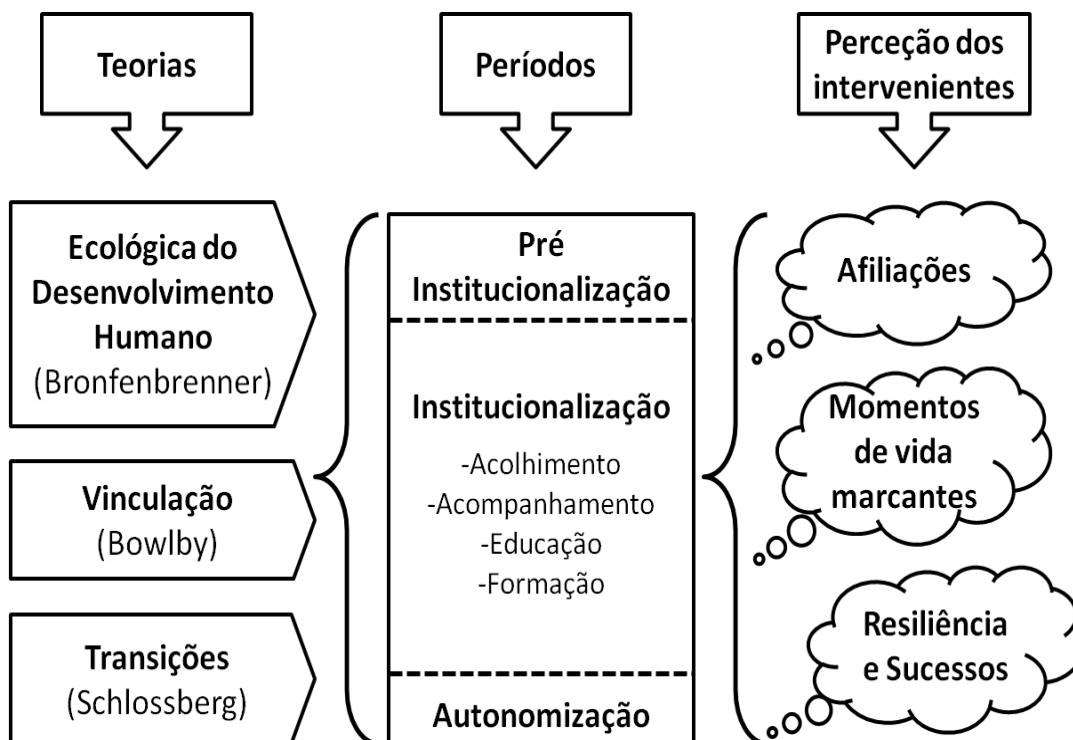 Teorias
Períodos
Perceção dos
intervenientes
Ecológica do
Desenvolvimento
Humano
(Bronfenbrenner)
Vinculação
(Bowlby)
Transições
(Schlossberg)
Pré
Institucionalização
Institucionalização
-Acolhimento
-Acompanhamento
-Educação
-Formação
Autonomização
Afiliações
Momentos
de vida
marcantes
Resiliência
e Sucessos